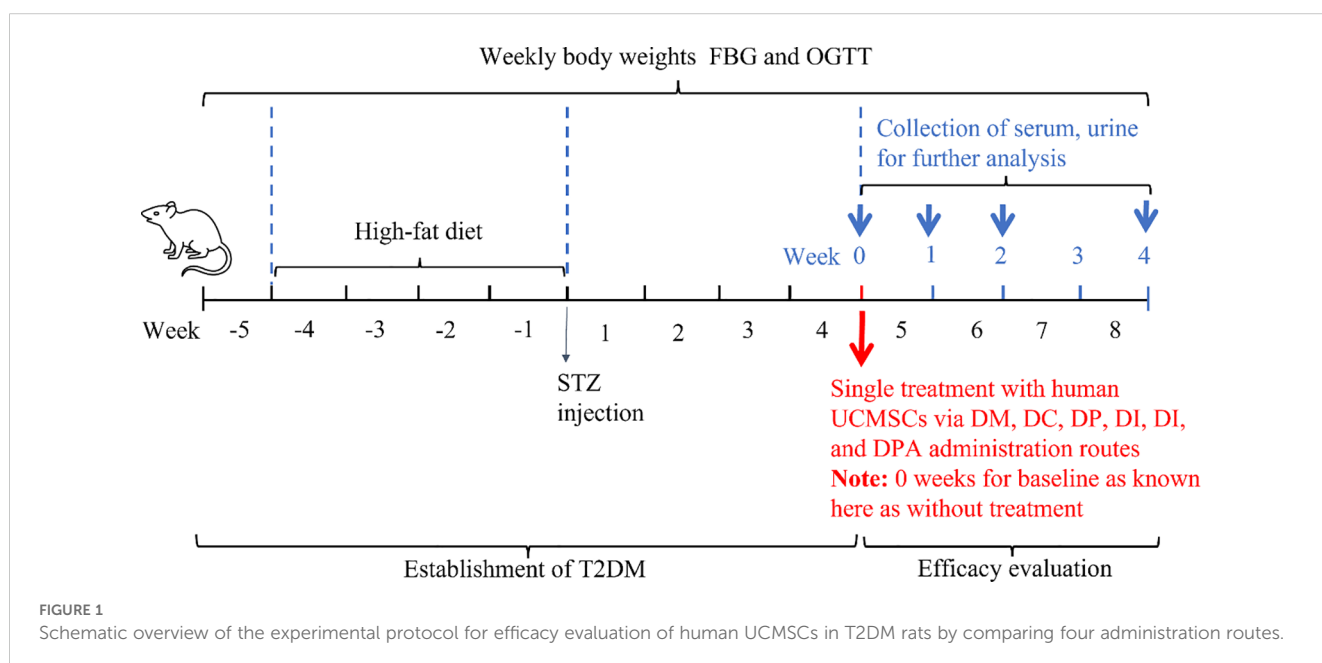 Weekly body weights FBG and OGTT
Collection of serum, urine
for further analysis
High-fat diet
Week 0 1 2 3 4
Week -5 -4 -3 -2 -1 1 2 3 4 5 6 7 8
STZ
injection
Single treatment with human
UCMSCs via DM, DC, DP, DI, DI,
and DPA administration routes
Note: 0 weeks for baseline as known
here as without treatment
Establishment of T2DM
Efficacy evaluation
FIGURE 1
Schematic overview of the experimental protocol for efficacy evaluation of human UCMSCs in T2DM rats by comparing four administration routes.